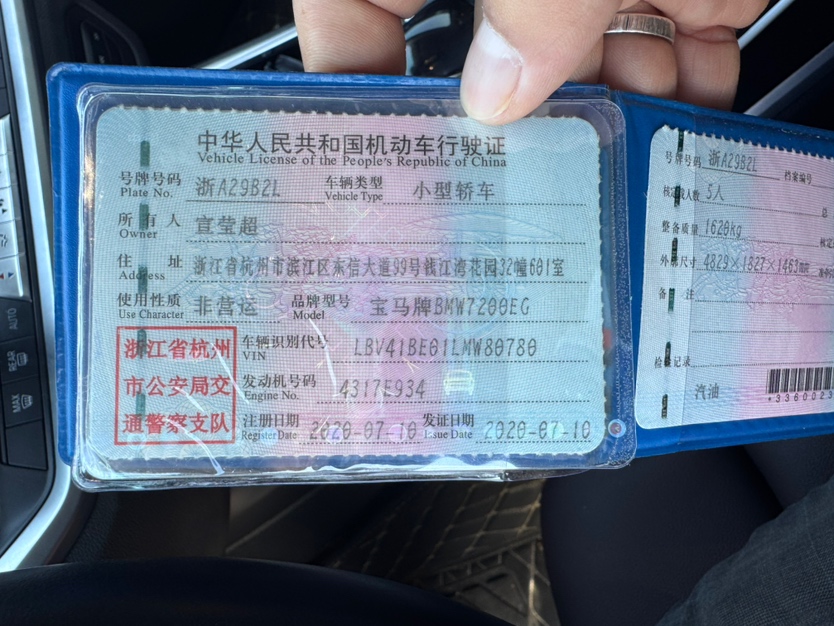 中华人民共和国机动车行驶证
Vehicle License of the People's Republic of China
号牌号码 浙A29B2L 车辆类型 小型轿车
Plate No. Vehicle Type
所有人 宣莹超
Owner
住址 浙江省杭州市滨江区东信大道99号钱江湾花园32幢601室
Address
使用性质 非营运 品牌型号 宝马牌BMW7200EG
Use Character Model
浙江省杭州
市公安局交
通警察支队
车辆识别代号 LBV41BE01LMW80780
VIN
发动机号码 4317E934
Engine No.
注册日期 2020-07-10 发证日期 2020-07-10
Register Date Issue Date
号牌号码 浙A29B2L 档案编号
核定载人数 5人 总
整备质量 1620kg 核定
外廓尺寸 4829×1827×1463mm
备注
检验记录
汽油
*3360023
AUTO
REAR
MAX